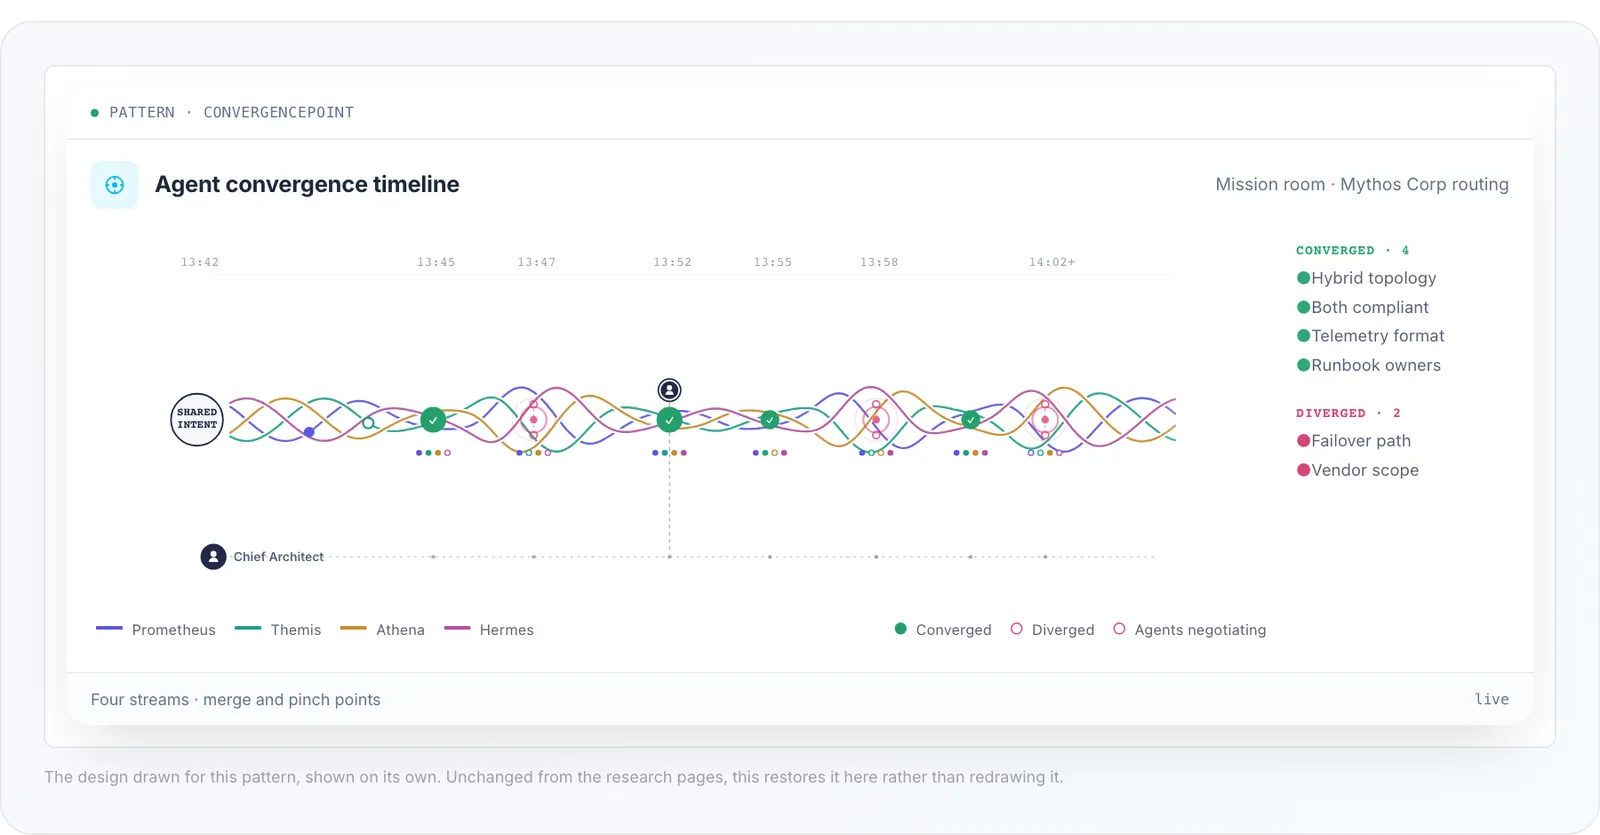 PATTERN · CONVERGENCEPOINT
Agent convergence timeline
Mission room · Mythos Corp routing
13:42 13:45 13:47 13:52 13:55 13:58 14:02+
CONVERGED · 4
Hybrid topology
Both compliant
Telemetry format
Runbook owners
DIVERGED · 2
Failover path
Vendor scope
SHARED
INTENT
Chief Architect
Prometheus Themis Athena Hermes
Converged Diverged Agents negotiating
Four streams · merge and pinch points
live
The design drawn for this pattern, shown on its own. Unchanged from the research pages, this restores it here rather than redrawing it.